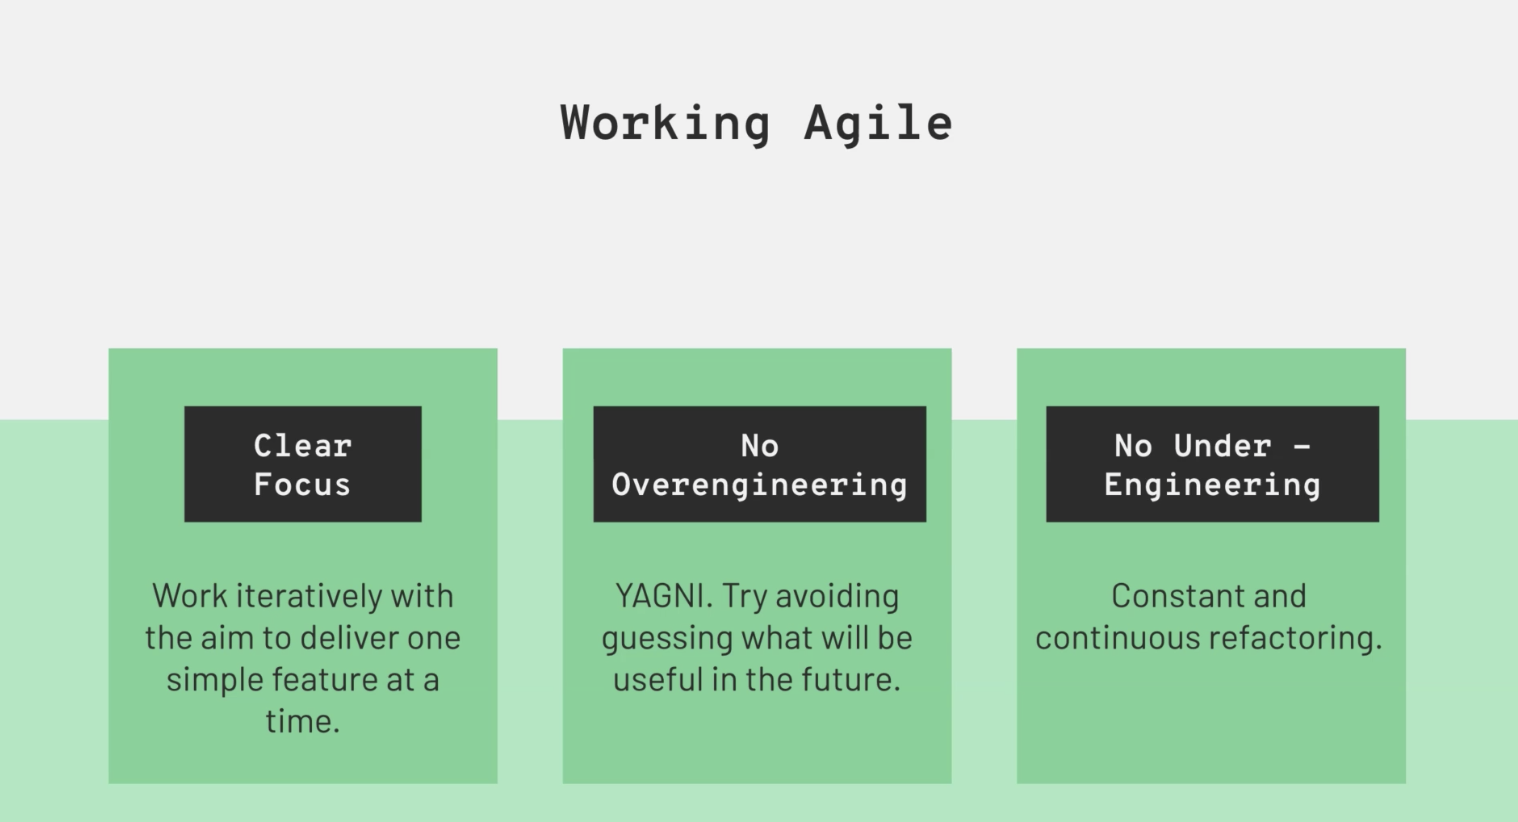 Working Agile
Clear
Focus
Work iteratively with
the aim to deliver one
simple feature at a
time.
No
Overengineering
YAGNI. Try avoiding
guessing what will be
useful in the future.
No Under -
Engineering
Constant and
continuous refactoring.